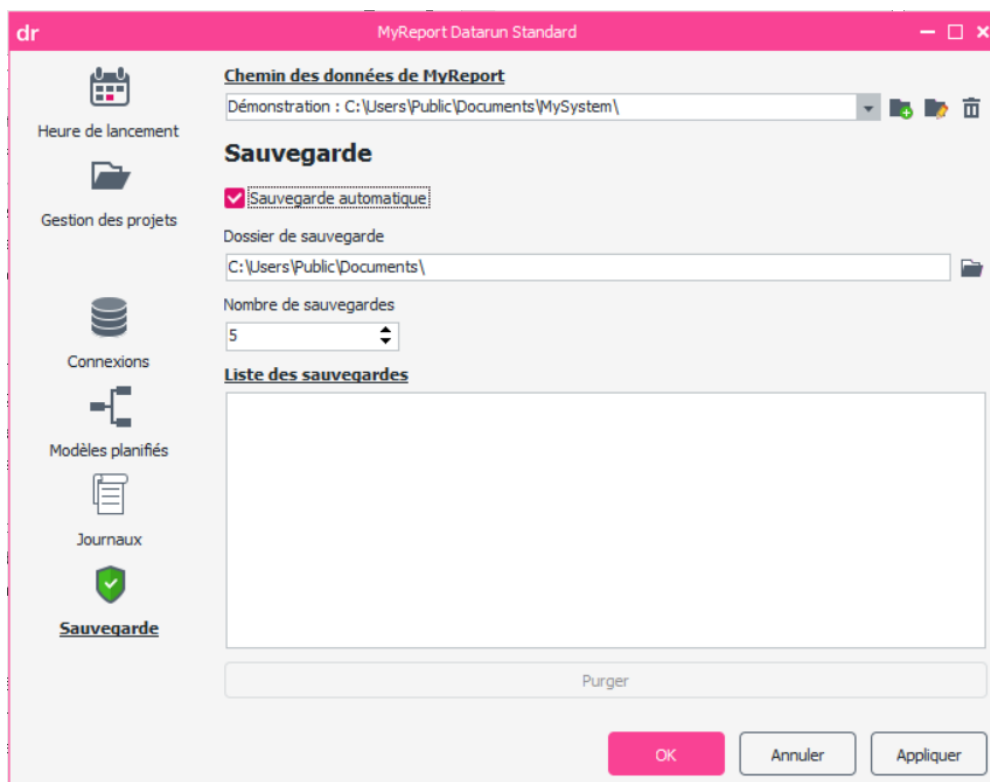 dr
MyReport Datarun Standard
Heure de lancement
Gestion des projets
Connexions
Modèles planifiés
Journaux
Sauvegarde
Chemin des données de MyReport
Démonstration : C:\Users\Public\Documents\MySystem\
Sauvegarde
Sauvegarde automatique
Dossier de sauvegarde
C:\Users\Public\Documents\
Nombre de sauvegardes
5
Liste des sauvegardes
Purger
OK
Annuler
Appliquer